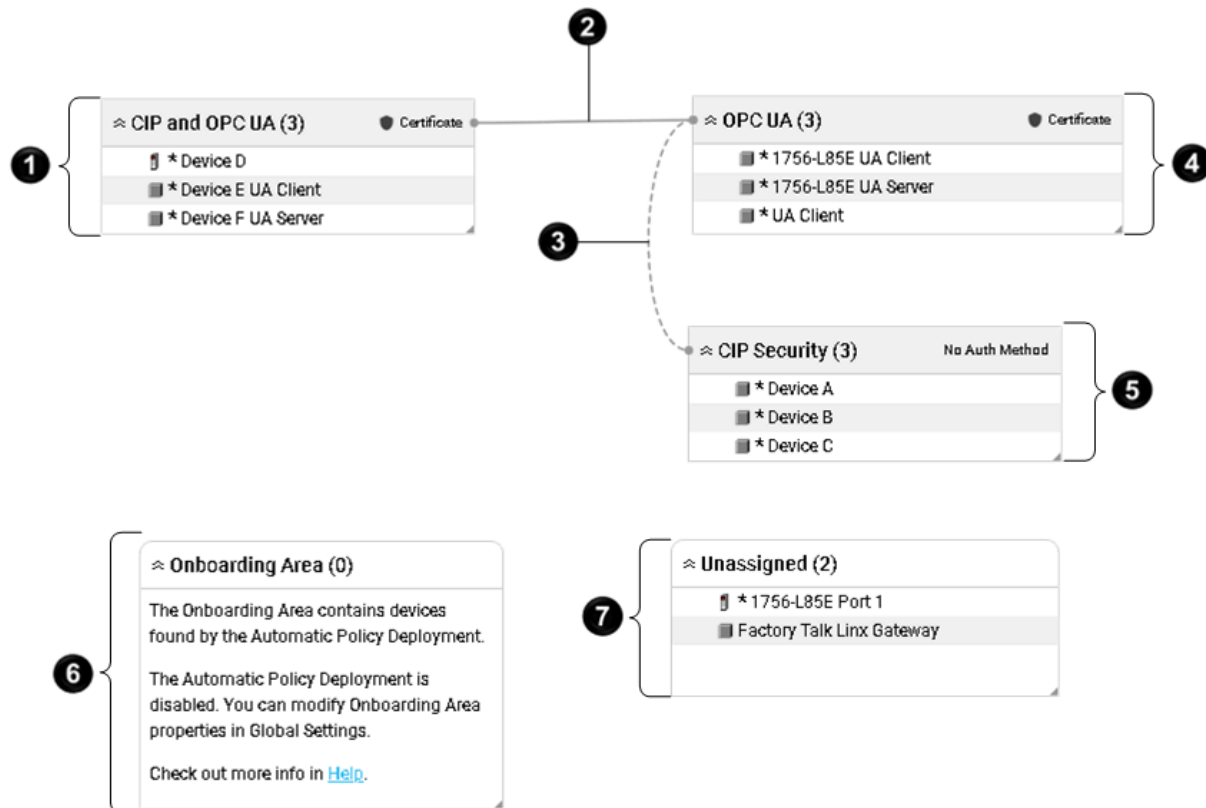 2
1
CIP and OPC UA (3) Certificate
* Device D
* Device E UA Client
* Device F UA Server
OPC UA (3) Certificate
* 1756-L85E UA Client
* 1756-L85E UA Server
* UA Client
4
3
CIP Security (3) No Auth Method
* Device A
* Device B
* Device C
5
6
Onboarding Area (0)
The Onboarding Area contains devices
found by the Automatic Policy Deployment.
The Automatic Policy Deployment is
disabled. You can modify Onboarding Area
properties in Global Settings.
Check out more info in Help.
7
Unassigned (2)
* 1756-L85E Port 1
Factory Talk Linx Gateway